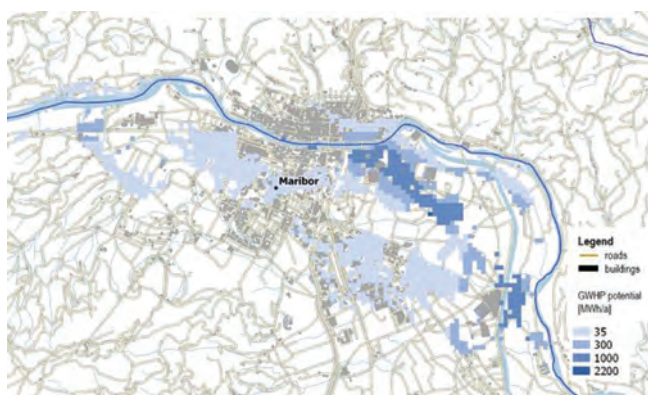 Maribor
Legend
roads
buildings
GWHP potential
[MWh/a]
35
300
1000
2200